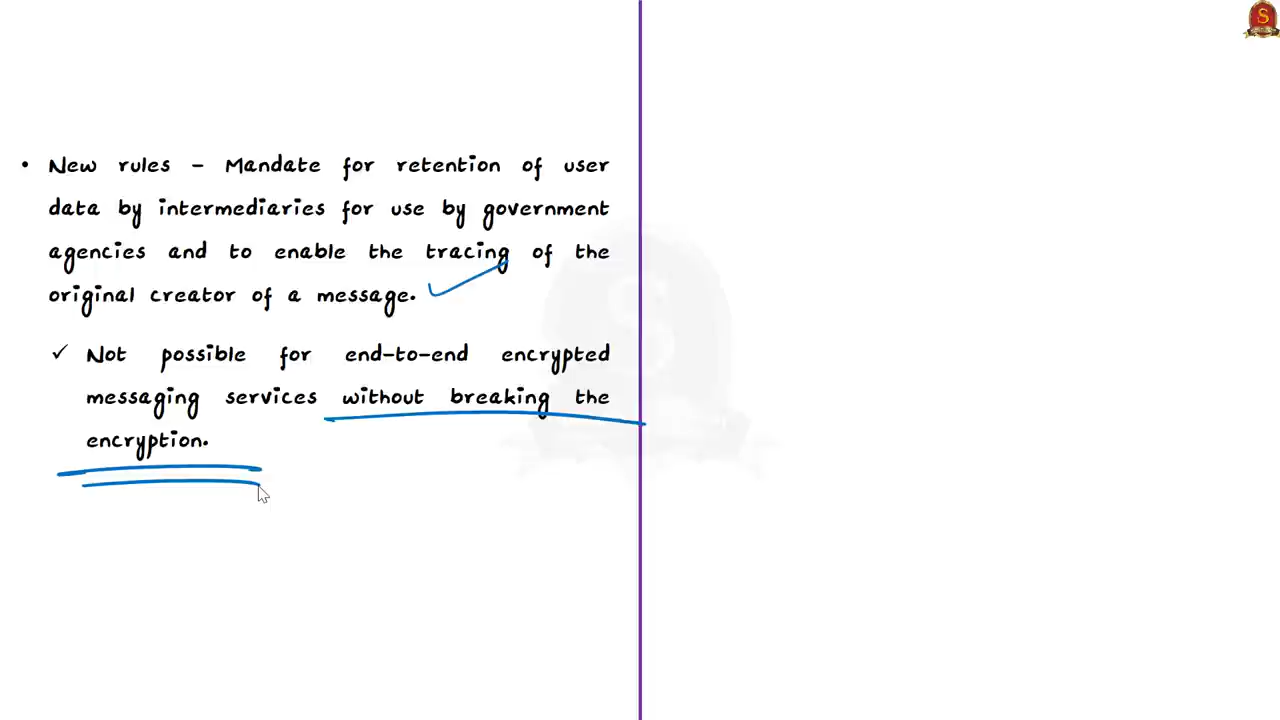 • New rules – Mandate for retention of user
data by intermediaries for use by government
agencies and to enable the tracing of the
original creator of a message.
✓ Not possible for end-to-end encrypted
messaging services without breaking the
encryption.
S